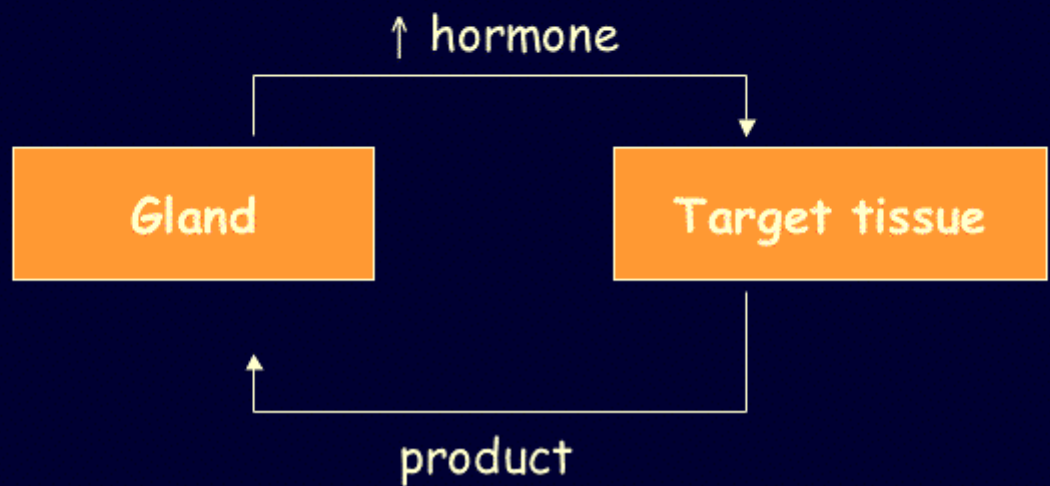 ↑ hormone
Gland
Target tissue
product